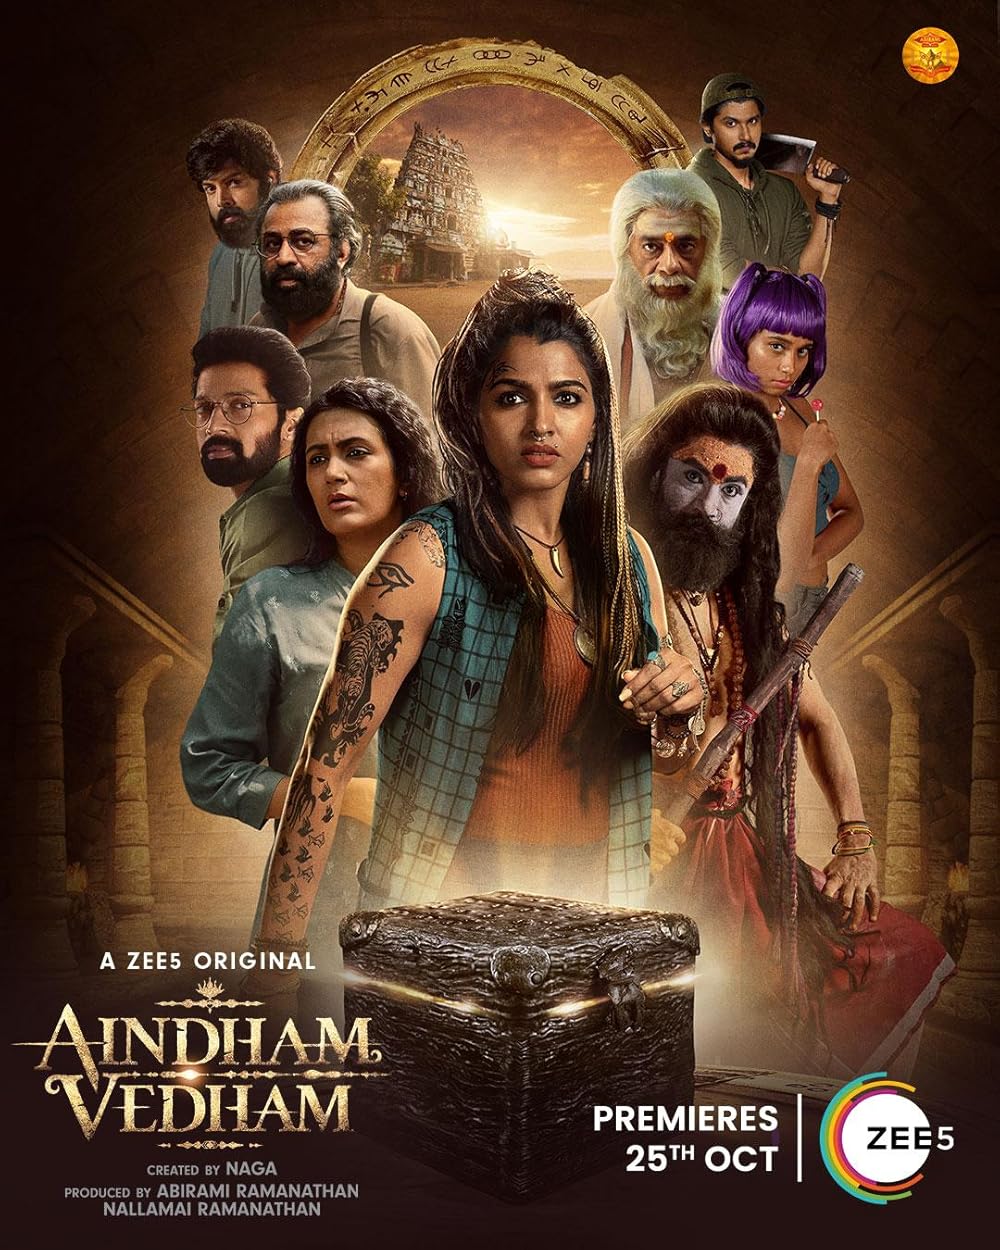 A ZEE5 ORIGINAL
AINDHAM
VEDHAM
CREATED BY NAGA
PRODUCED BY ABIRAMI RAMANATHAN
NALLAMAI RAMANATHAN
PREMIERES
25TH OCT
ZEE5